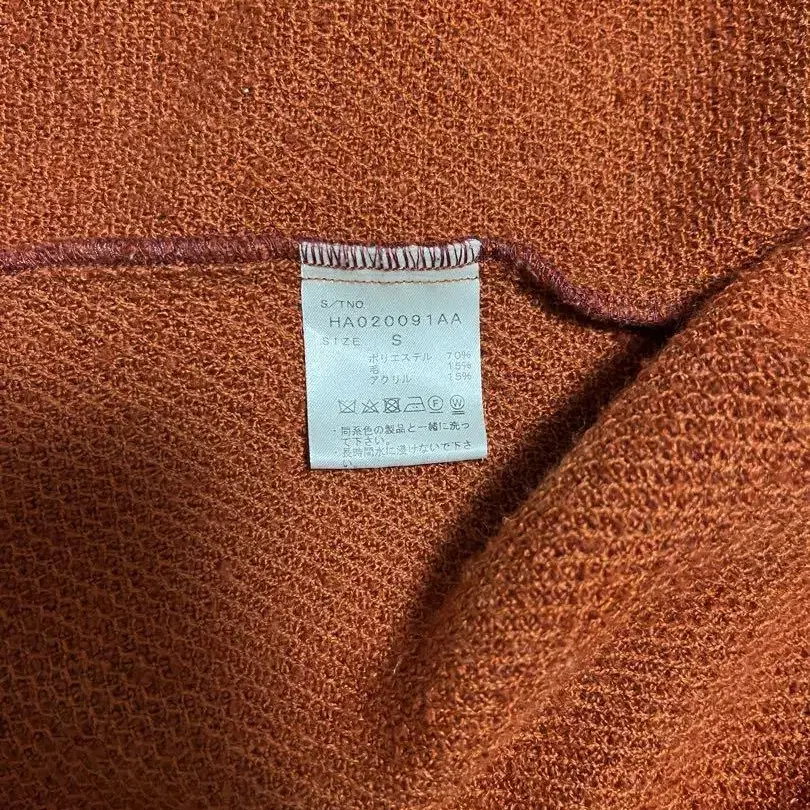 S/TNO
HA020091AA
SIZE S
ポリエステル 70%
毛 15%
アクリル 15%
F W
・同系色の製品と一緒に洗っ
て下さい。
・長時間水に浸けないで下さ
い